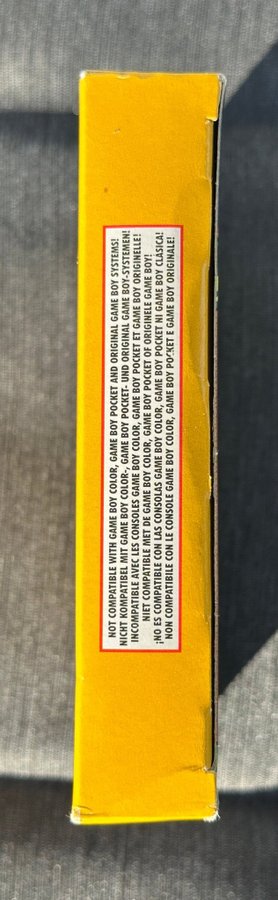 NOT COMPATIBLE WITH GAME BOY COLOR, GAME BOY POCKET AND ORIGINAL GAME BOY SYSTEMS!
NICHT KOMPATIBEL MIT GAME BOY COLOR-, GAME BOY POCKET- UND ORIGINAL GAME BOY-SYSTEMEN!
INCOMPATIBLE AVEC LES CONSOLES GAME BOY COLOR, GAME BOY POCKET ET GAME BOY ORIGINELLE!
NIET COMPATIBLE MET DE GAME BOY COLOR, GAME BOY POCKET OF ORIGINELE GAME BOY!
¡NO ES COMPATIBLE CON LAS CONSOLAS GAME BOY COLOR, GAME BOY POCKET NI GAME BOY CLÁSICA!
NON COMPATIBILE CON LE CONSOLE GAME BOY COLOR, GAME BOY POCKET E GAME BOY ORIGINALE!